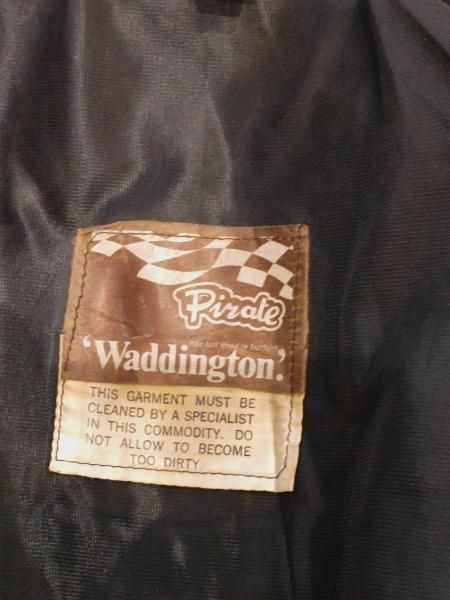 Pirate
'Waddington.'
THIS GARMENT MUST BE
CLEANED BY A SPECIALIST
IN THIS COMMODITY. DO
NOT ALLOW TO BECOME
TOO DIRTY.